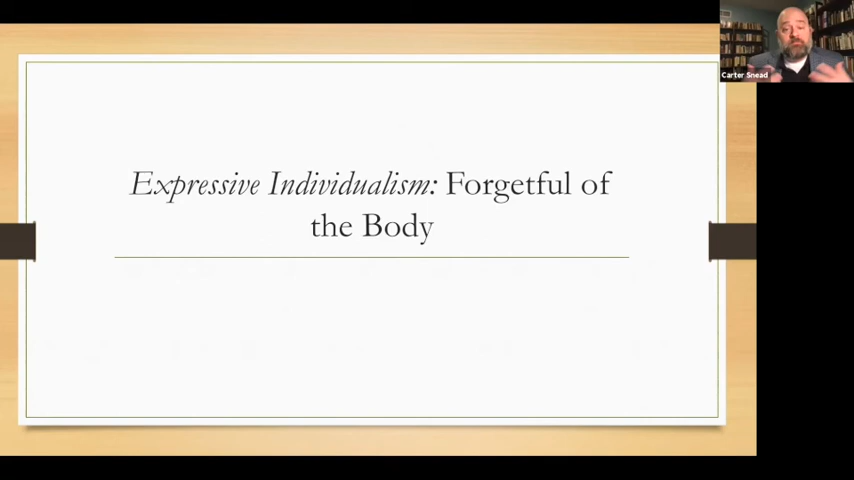 Expressive Individualism: Forgetful of
the Body
Carter Snead